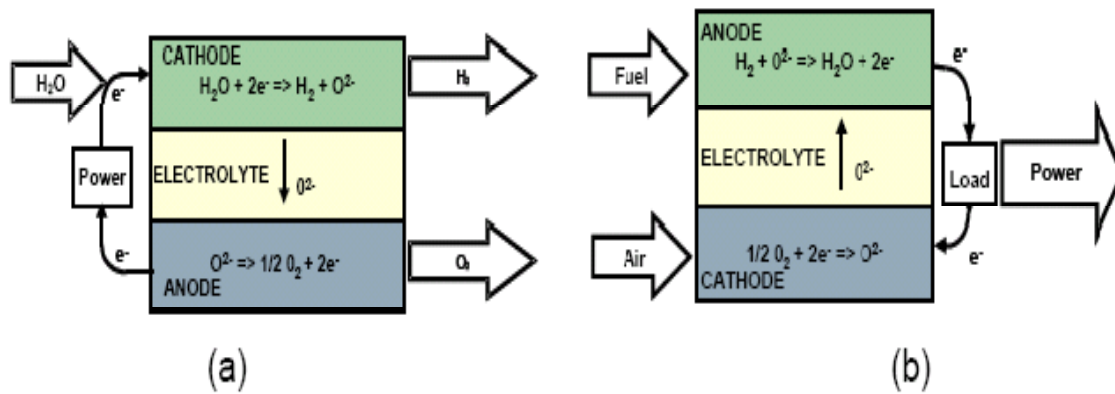 CATHODE
H₂O + 2e⁻ => H₂ + O²⁻
H₂O
e⁻
H₂
Power
ELECTROLYTE
O²⁻
e⁻
O²⁻ => 1/2 O₂ + 2e⁻
ANODE
O₂
(a)
ANODE
H₂ + O²⁻ => H₂O + 2e⁻
Fuel
e⁻
ELECTROLYTE
O²⁻
Load
Power
Air
1/2 O₂ + 2e⁻ => O²⁻
CATHODE
e⁻
(b)